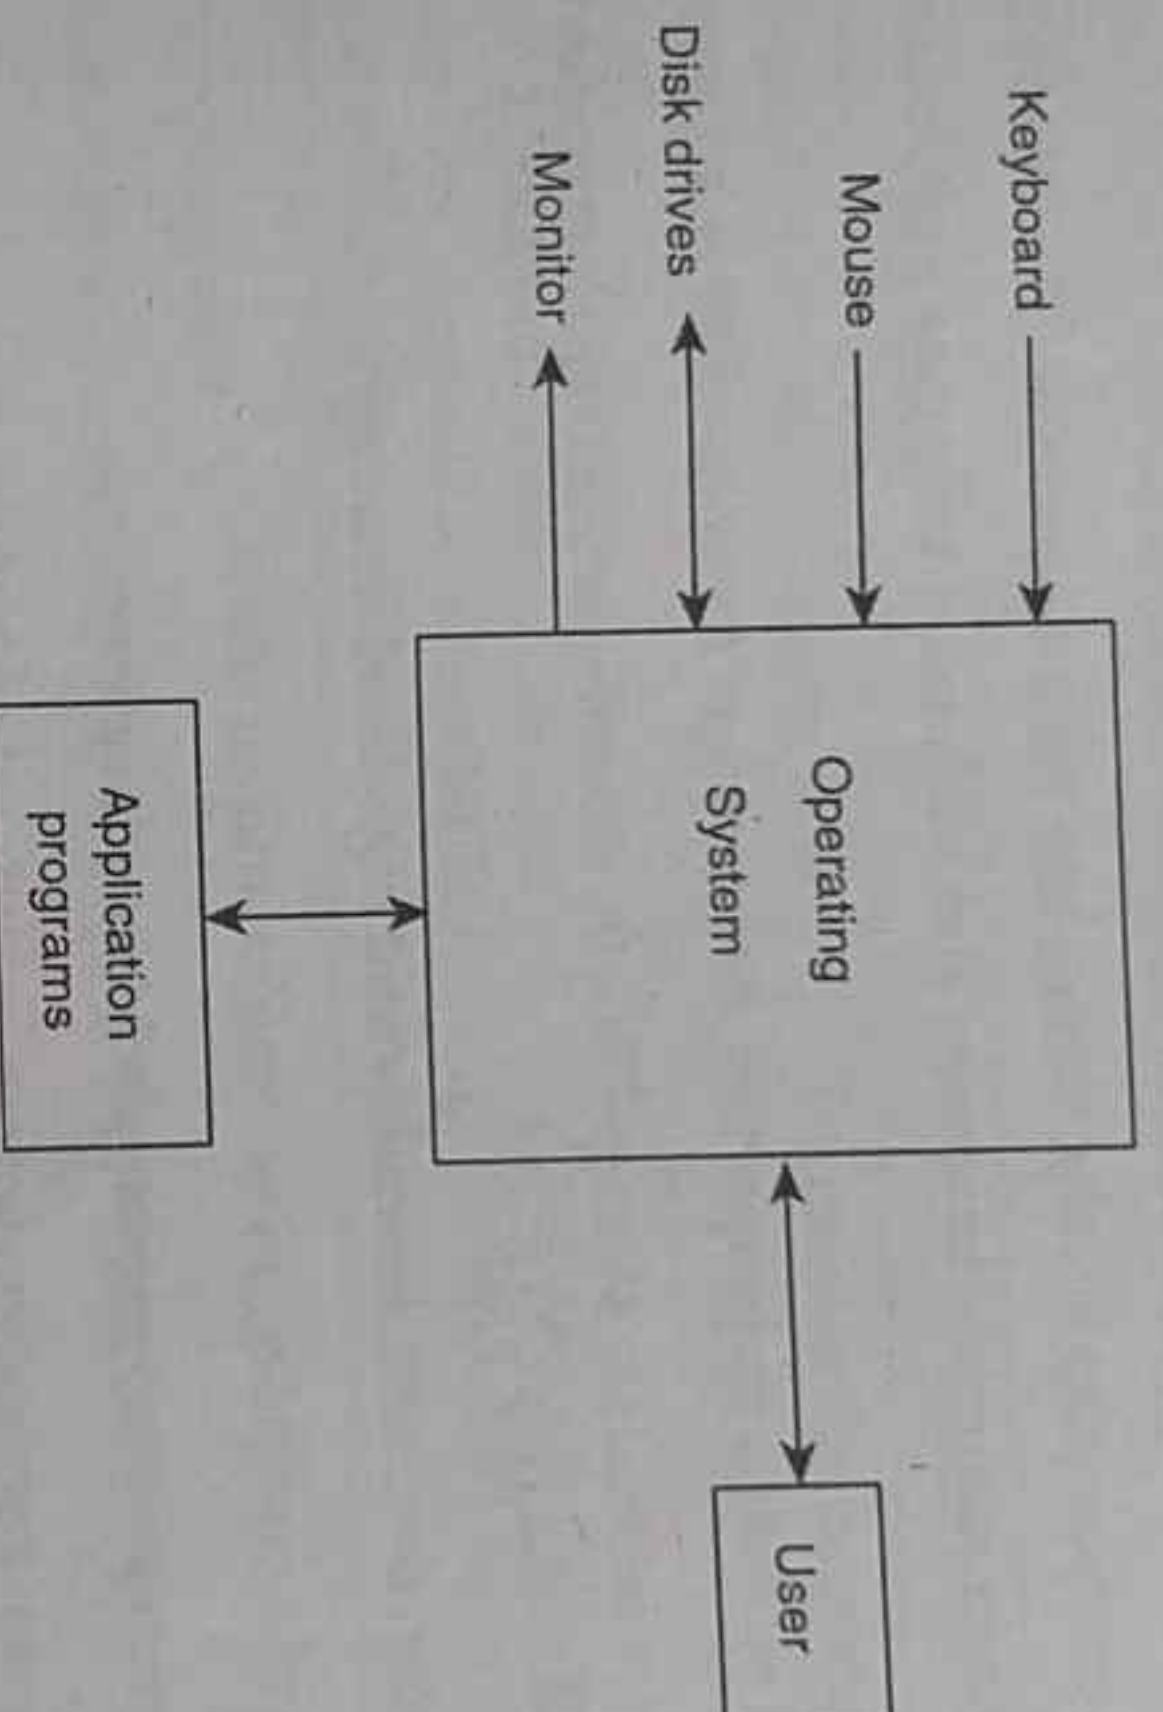 Keyboard
Mouse
Disk drives
Monitor
Operating
System
User
Application
programs